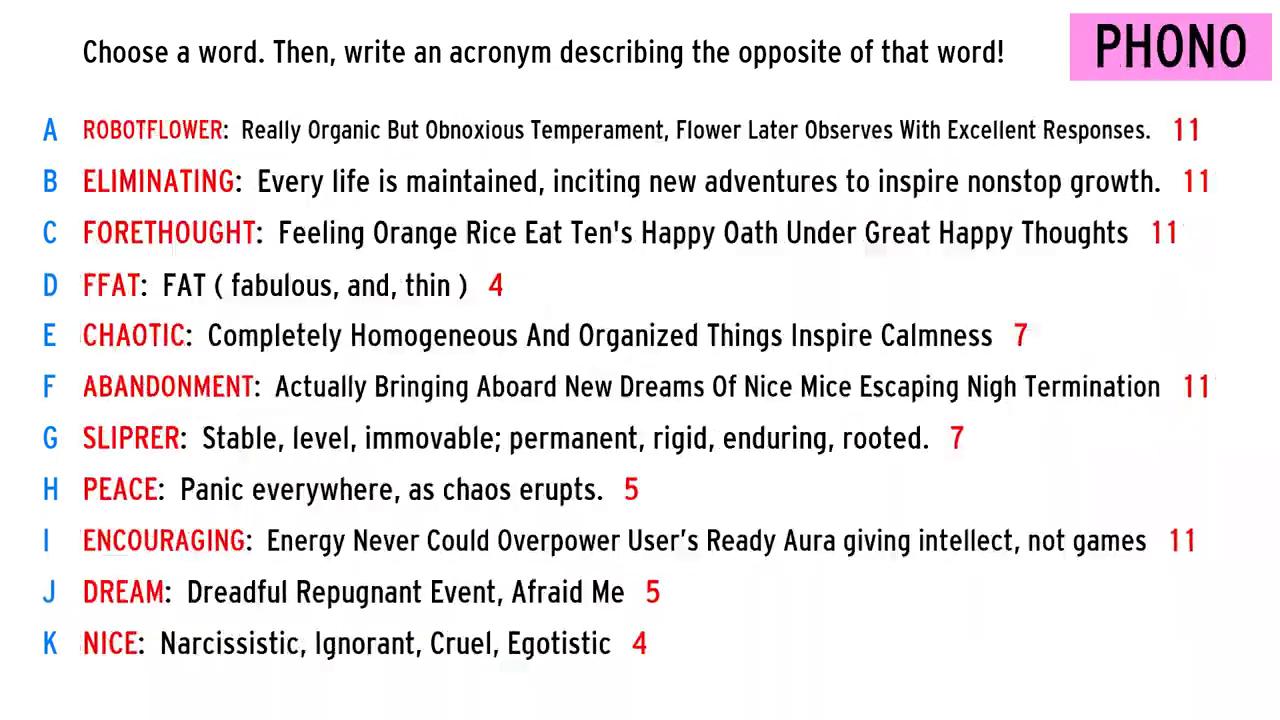 Choose a word. Then, write an acronym describing the opposite of that word! PHONO
A ROBOTFLOWER: Really Organic But Obnoxious Temperament, Flower Later Observes With Excellent Responses. 11
B ELIMINATING: Every life is maintained, inciting new adventures to inspire nonstop growth. 11
C FORETHOUGHT: Feeling Orange Rice Eat Ten's Happy Oath Under Great Happy Thoughts 11
D FFAT: FAT ( fabulous, and, thin ) 4
E CHAOTIC: Completely Homogeneous And Organized Things Inspire Calmness 7
F ABANDONMENT: Actually Bringing Aboard New Dreams Of Nice Mice Escaping Nigh Termination 11
G SLIPRER: Stable, level, immovable; permanent, rigid, enduring, rooted. 7
H PEACE: Panic everywhere, as chaos erupts. 5
I ENCOURAGING: Energy Never Could Overpower User’s Ready Aura giving intellect, not games 11
J DREAM: Dreadful Repugnant Event, Afraid Me 5
K NICE: Narcissistic, Ignorant, Cruel, Egotistic 4